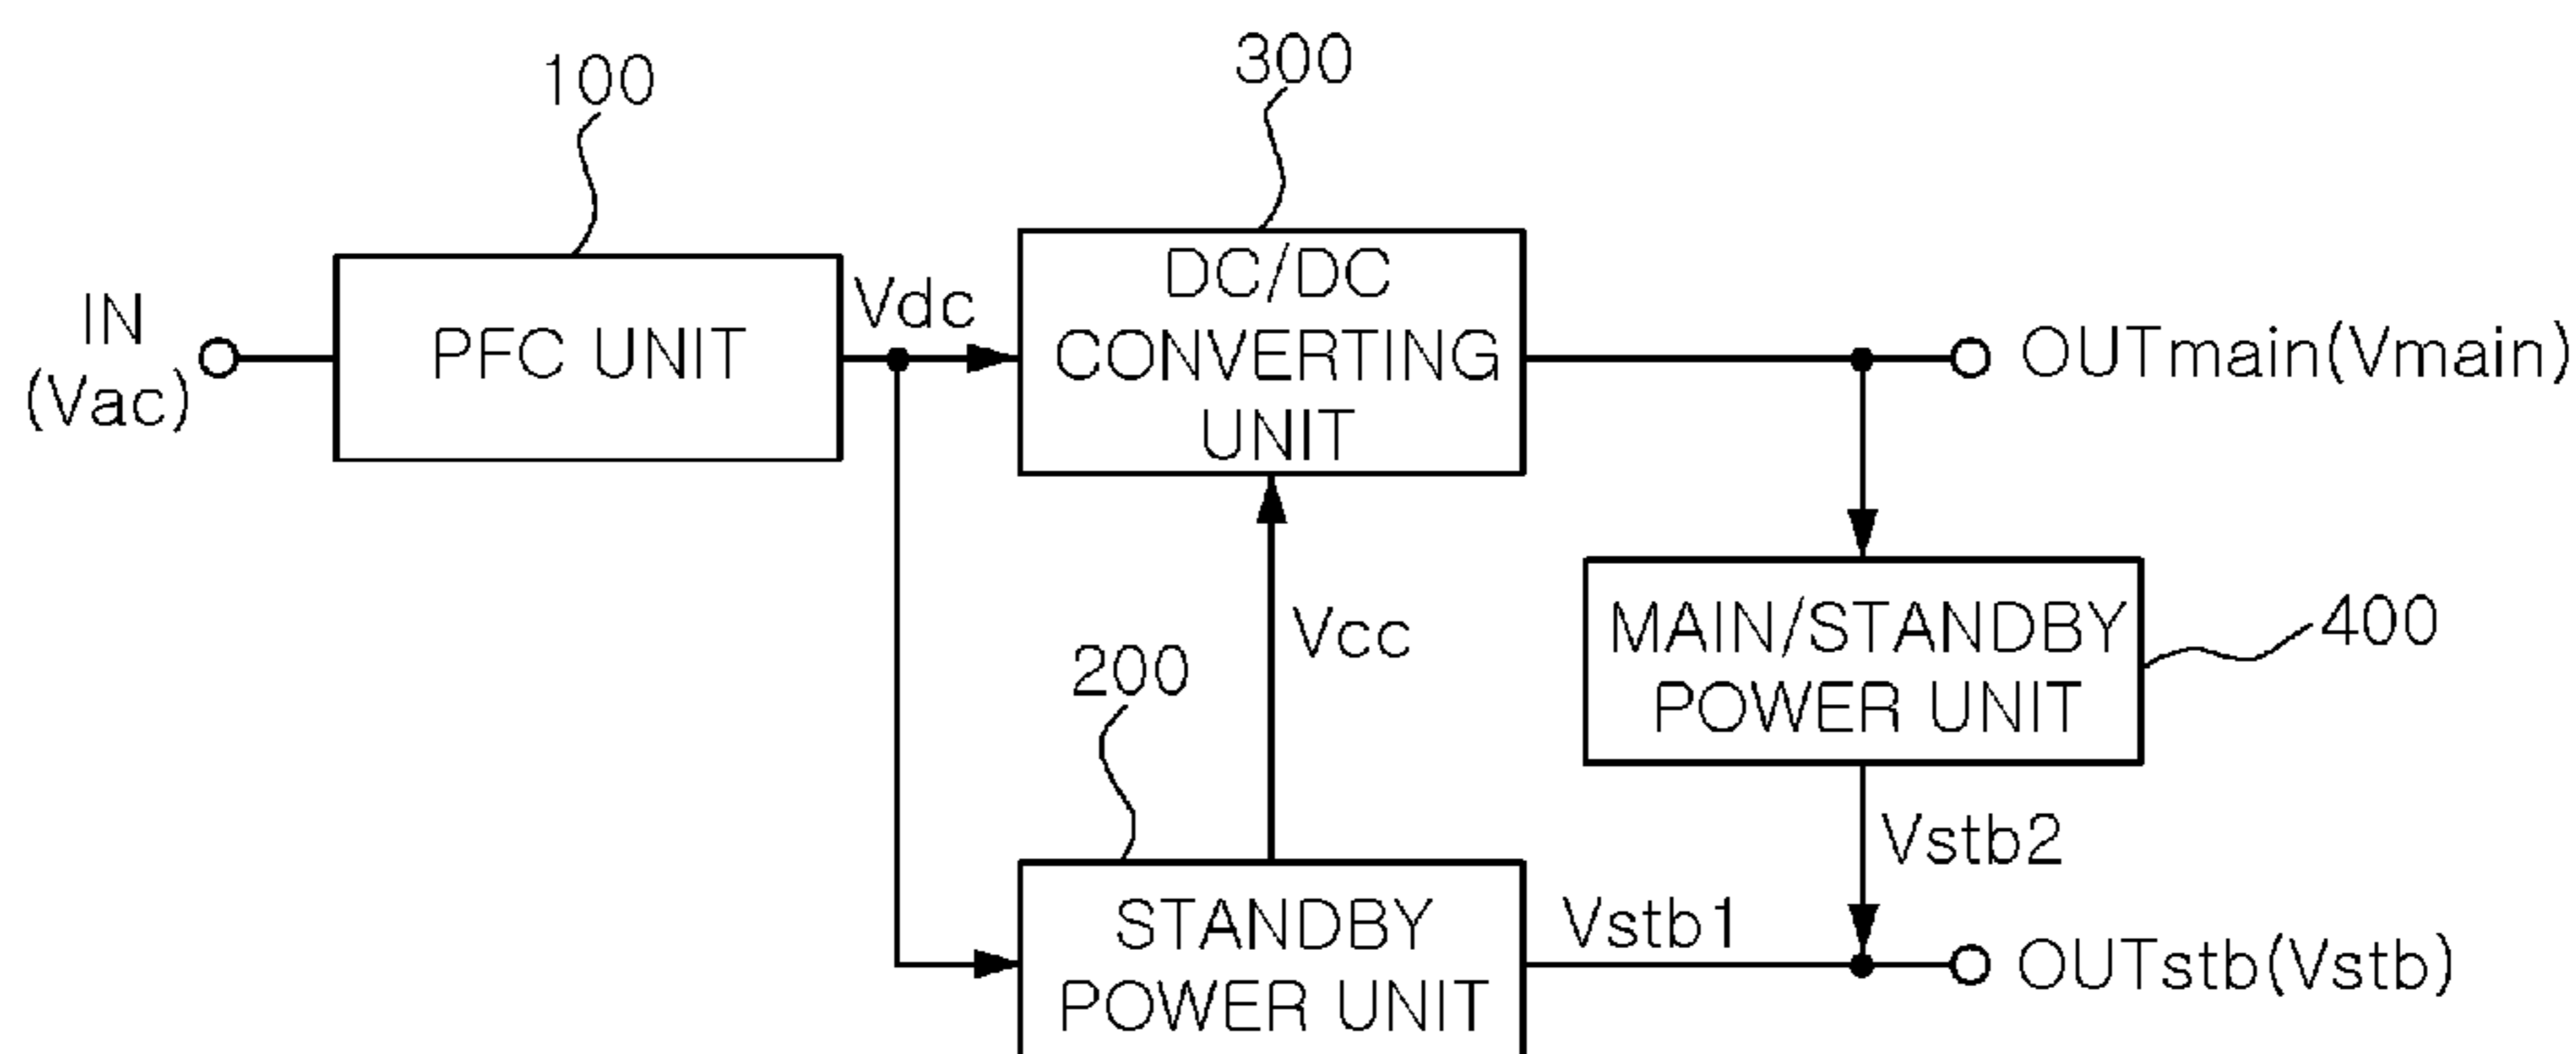 100
300
IN
(Vac)
PFC UNIT
Vdc
DC/DC
CONVERTING
UNIT
OUTmain(Vmain)
Vcc
MAIN/STANDBY
POWER UNIT
400
200
Vstb2
STANDBY
POWER UNIT
Vstb1
OUTstb(Vstb)